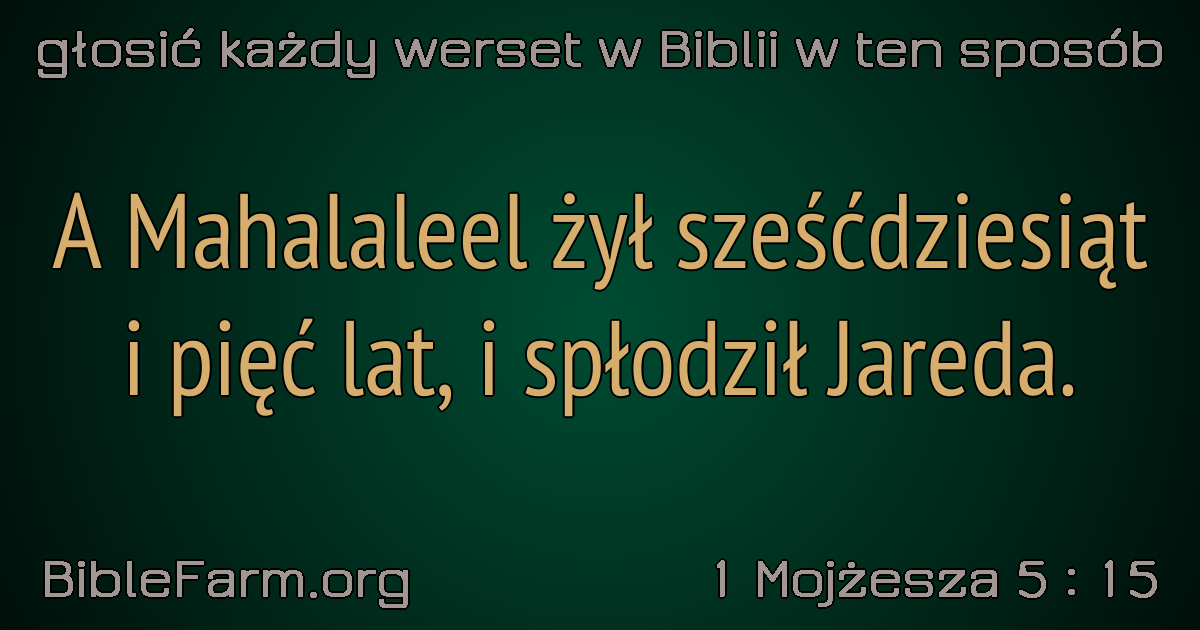 głosić każdy werset w Biblii w ten sposób
A Mahalaleel żył sześćdziesiąt
i pięć lat, i spłodził Jareda.
BibleFarm.org
1 Mojżesza 5 : 15